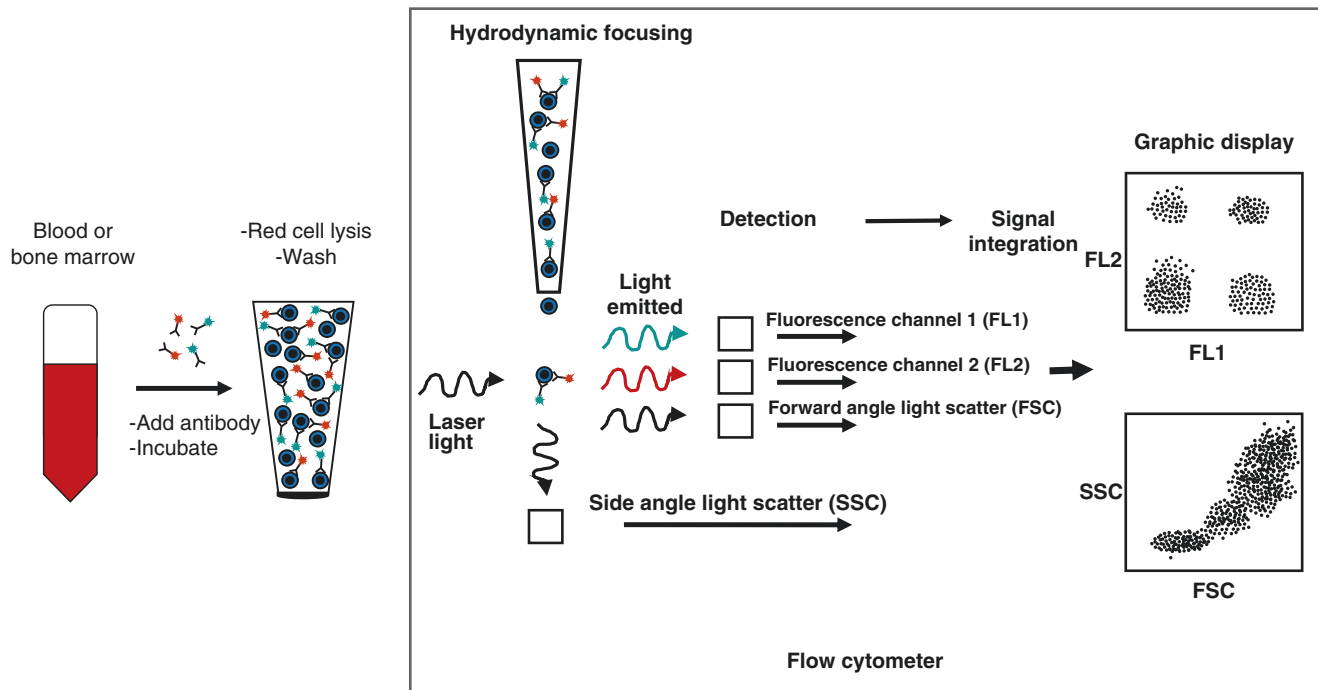 Blood or
bone marrow
-Add antibody
-Incubate
-Red cell lysis
-Wash
Hydrodynamic focusing
Laser
light
Light
emitted
Detection
Signal
integration
Fluorescence channel 1 (FL1)
Fluorescence channel 2 (FL2)
Forward angle light scatter (FSC)
Side angle light scatter (SSC)
Graphic display
FL2
FL1
SSC
FSC
Flow cytometer